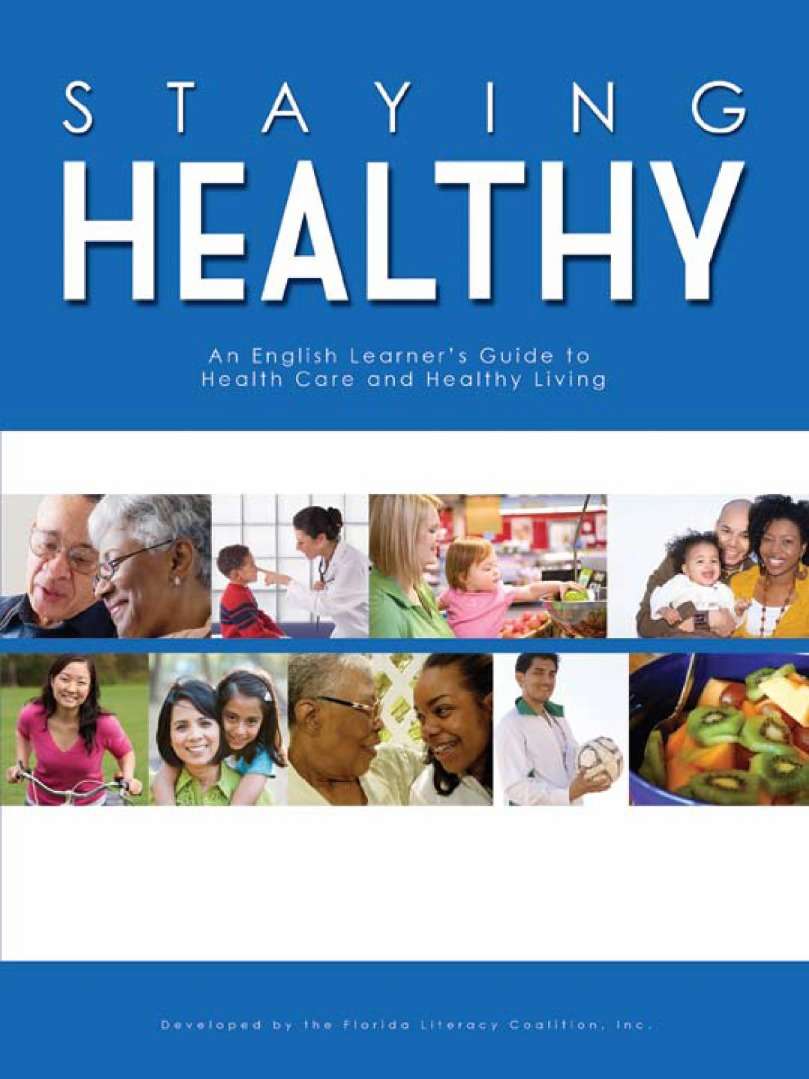 STAYING
HEALTHY
An English Learner's Guide to
Health Care and Healthy Living
Developed by the Florida Literacy Coalition, Inc.